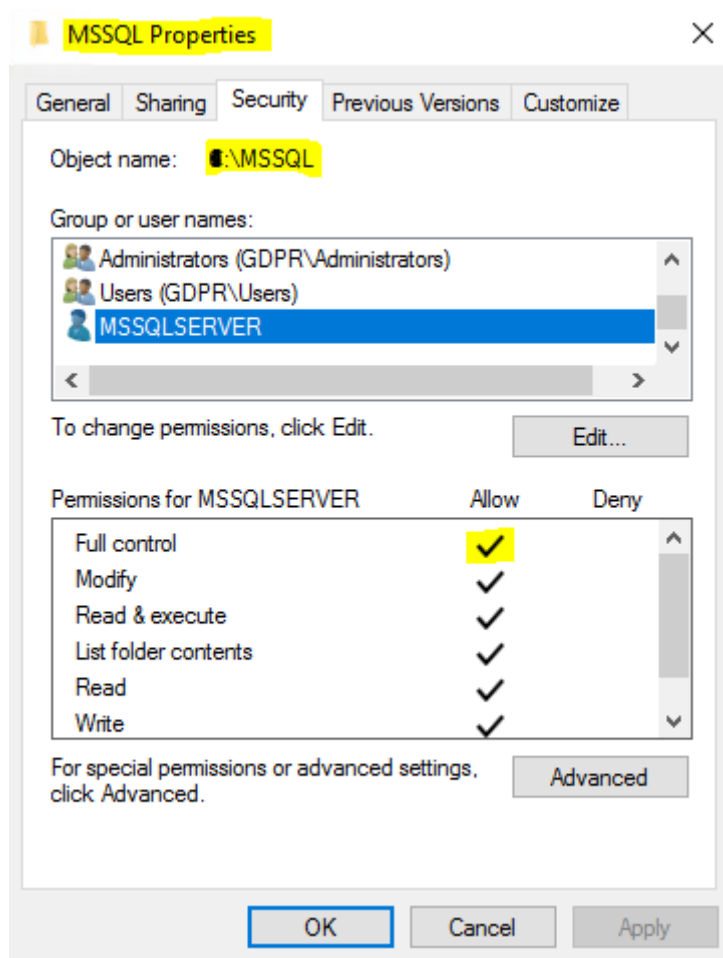 MSSQL Properties
General Sharing Security Previous Versions Customize
Object name: :\MSSQL
Group or user names:
Administrators (GDPR\Administrators)
Users (GDPR\Users)
MSSQLSERVER
To change permissions, click Edit.
Edit...
Permissions for MSSQLSERVER Allow Deny
Full control
Modify
Read & execute
List folder contents
Read
Write
For special permissions or advanced settings,
click Advanced.
Advanced
OK Cancel Apply